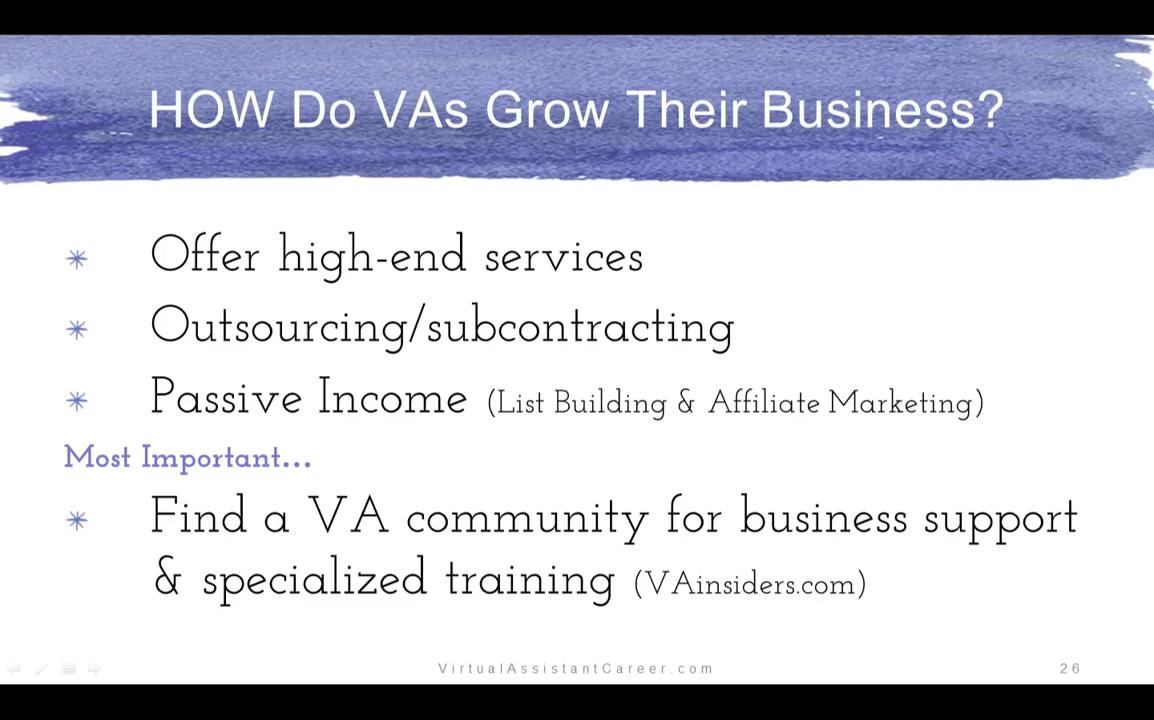 HOW Do VAs Grow Their Business?
Offer high-end services
Outsourcing/subcontracting
Passive Income (List Building & Affiliate Marketing)
Most Important...
Find a VA community for business support
& specialized training (VAinsiders.com)
VirtualAssistantCareer.com 26